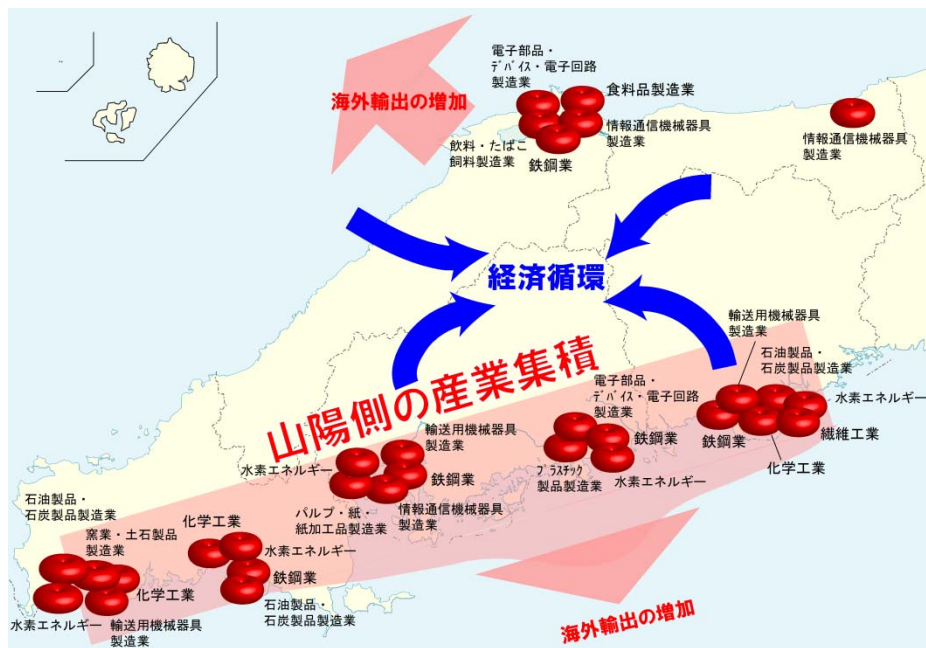 電子部品・
ﾃﾞﾊﾞｲｽ・電子回路
製造業
食料品製造業
海外輸出の増加
情報通信機械器具
製造業
飲料・たばこ
飼料製造業
鉄鋼業
情報通信機械器具
製造業
経済循環
輸送用機械器具
製造業
石油製品・
石炭製品製造業
山陽側の産業集積
電子部品・
ﾃﾞﾊﾞｲｽ・電子回路
製造業
水素エネルギー
鉄鋼業
繊維工業
化学工業
輸送用機械器具
製造業
鉄鋼業
水素エネルギー
鉄鋼業
ﾌﾟﾗｽﾁｯｸ
製品製造業
水素エネルギー
パルプ・紙・
紙加工品製造業
情報通信機械器具
製造業
石油製品・
石炭製品製造業
窯業・土石製品
製造業
化学工業
水素エネルギー
鉄鋼業
化学工業
石油製品・
石炭製品製造業
水素エネルギー
輸送用機械器具
製造業
海外輸出の増加